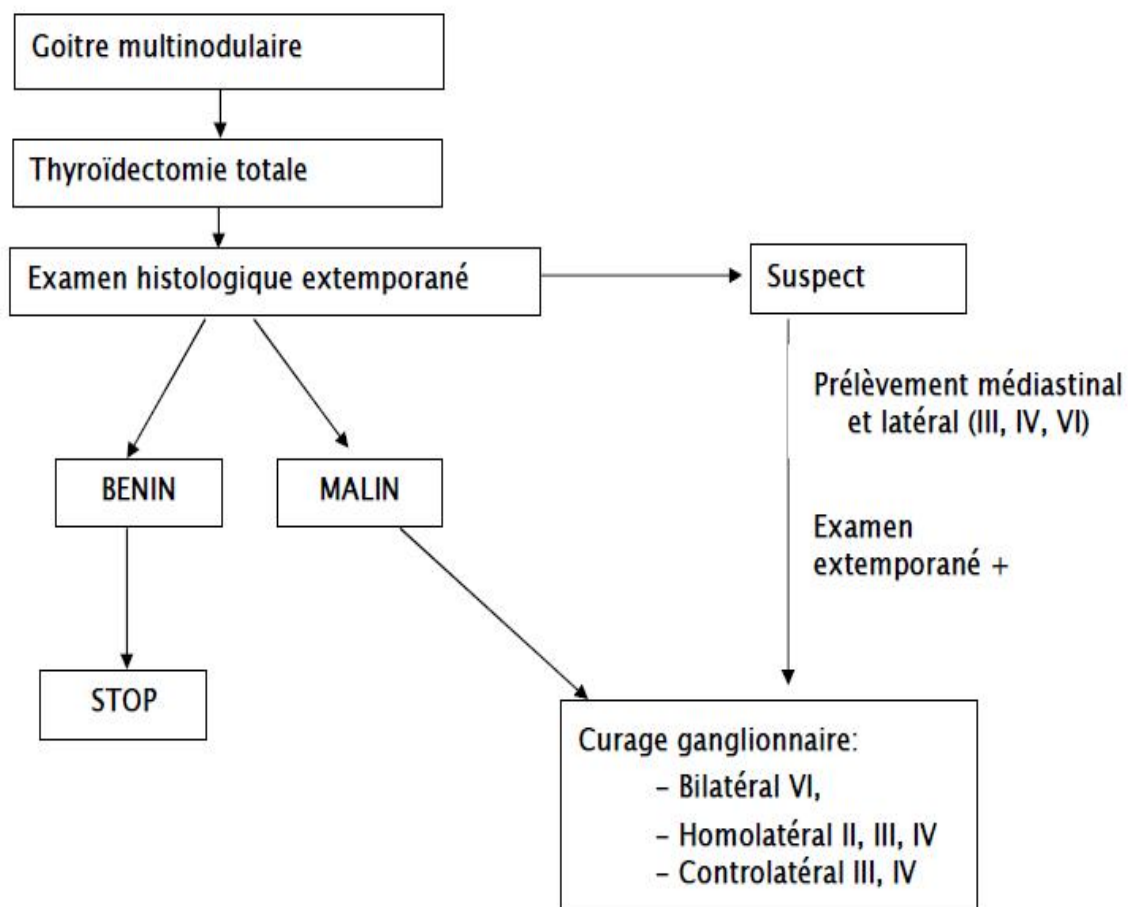 Goitre multinodulaire
Thyroïdectomie totale
Examen histologique extemporané
Suspect
Prélèvement médiastinal
et latéral (III, IV, VI)
BENIN
MALIN
Examen
extemporané +
STOP
Curage ganglionnaire:
– Bilatéral VI,
– Homolatéral II, III, IV
– Controlatéral III, IV